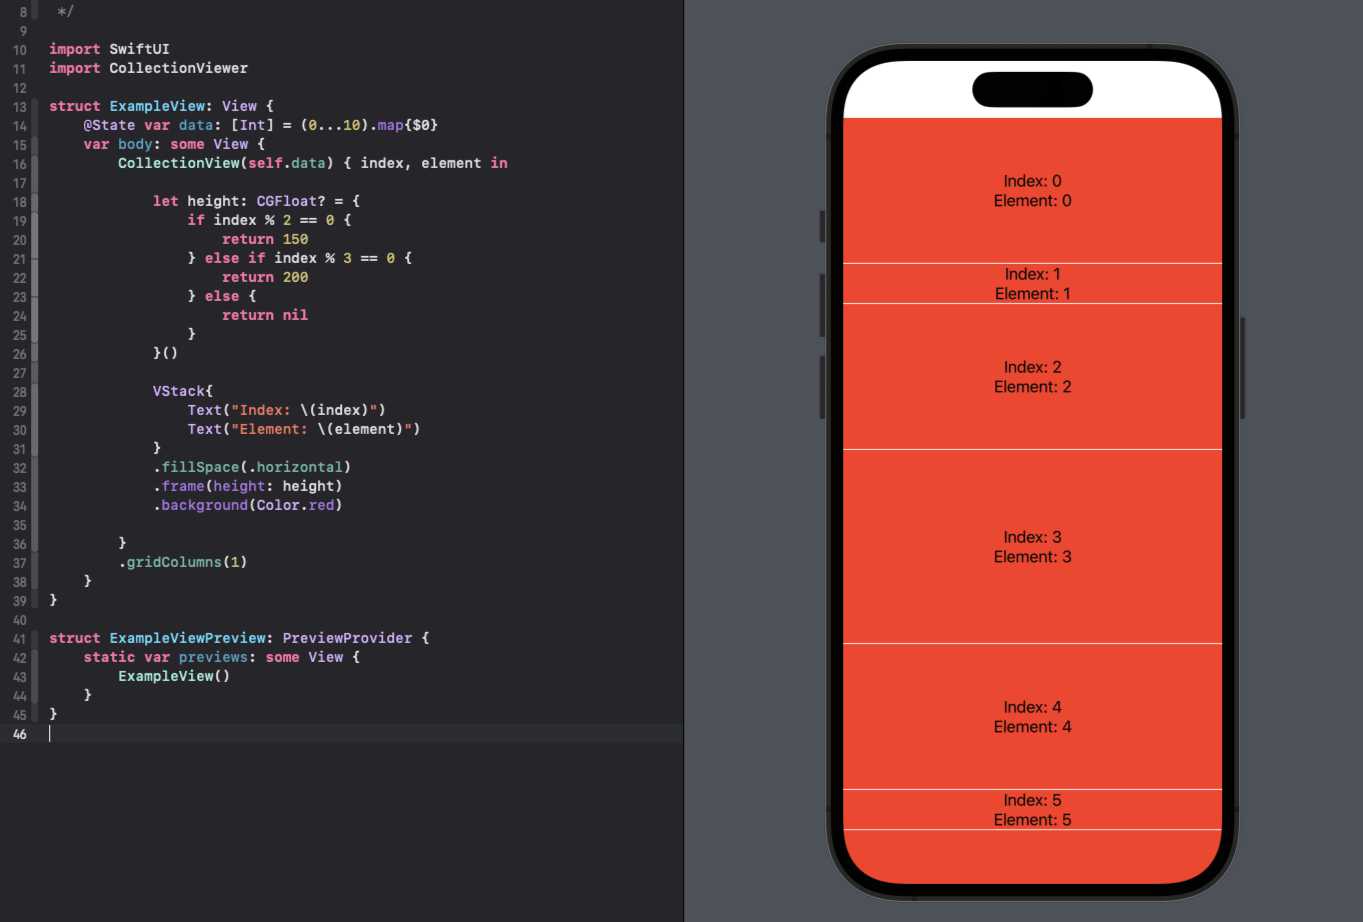 8 */
9
10 import SwiftUI
11 import CollectionViewer
12
13 struct ExampleView: View {
14     @State var data: [Int] = (0...10).map{$0}
15     var body: some View {
16         CollectionView(self.data) { index, element in
17
18             let height: CGFloat? = {
19                 if index % 2 == 0 {
20                     return 150
21                 } else if index % 3 == 0 {
22                     return 200
23                 } else {
24                     return nil
25                 }
26             }()
27
28             VStack{
29                 Text("Index: \(index)")
30                 Text("Element: \(element)")
31             }
32             .fillSpace(.horizontal)
33             .frame(height: height)
34             .background(Color.red)
35
36         }
37         .gridColumns(1)
38     }
39 }
40
41 struct ExampleViewPreview: PreviewProvider {
42     static var previews: some View {
43         ExampleView()
44     }
45 }
46
Index: 0
Element: 0
Index: 1
Element: 1
Index: 2
Element: 2
Index: 3
Element: 3
Index: 4
Element: 4
Index: 5
Element: 5